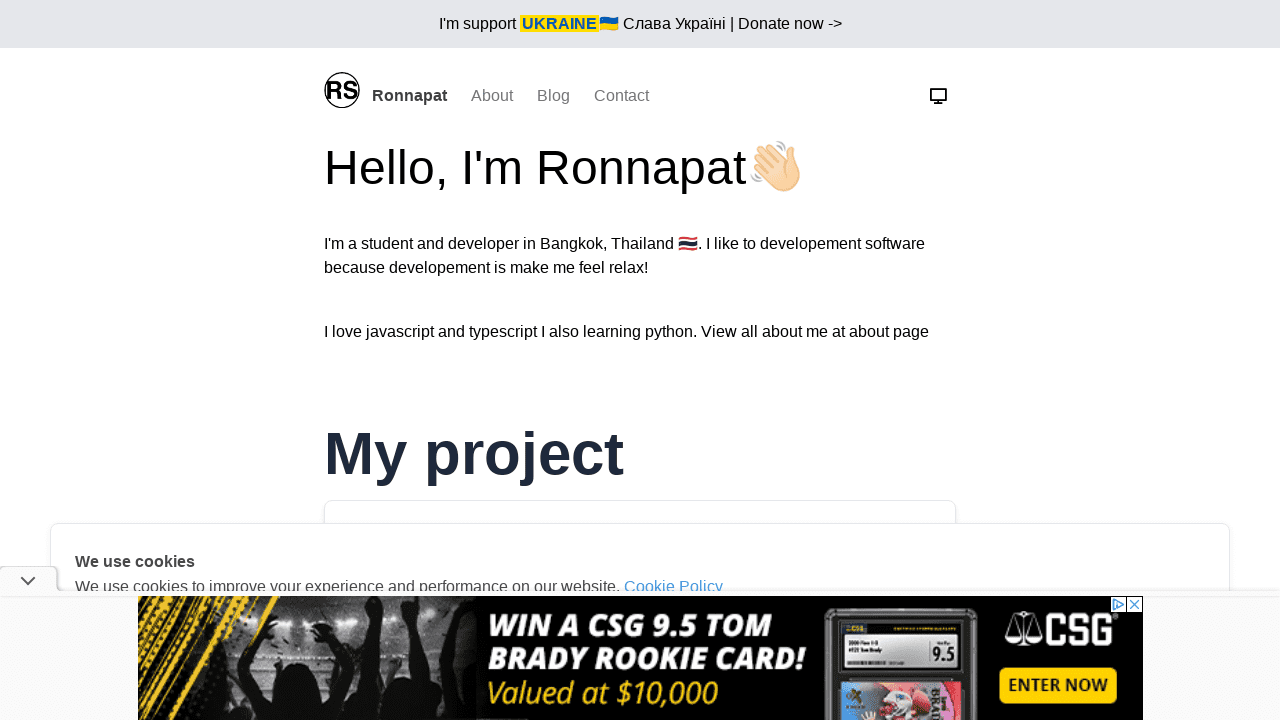 I'm support UKRAINE🇺🇦 Слава Україні | Donate now ->
RS
Ronnapat About Blog Contact
Hello, I'm Ronnapat👋🏻
I'm a student and developer in Bangkok, Thailand 🇹🇭. I like to developement software
because developement is make me feel relax!
I love javascript and typescript I also learning python. View all about me at about page
My project
We use cookies
We use cookies to improve your experience and performance on our website. Cookie Policy
WIN A CSG 9.5 TOM
BRADY ROOKIE CARD!
Valued at $10,000
9.5
CSG
ENTER NOW